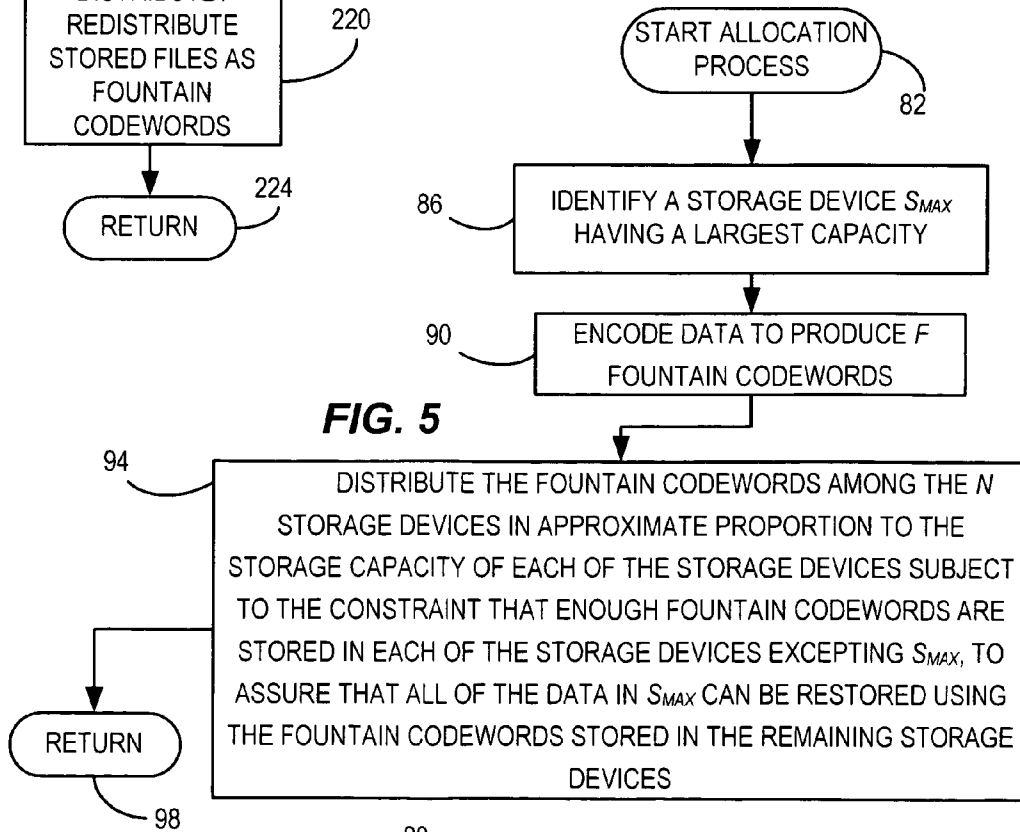 REDISTRIBUTE
STORED FILES AS
FOUNTAIN
CODEWORDS
220
RETURN
224
START ALLOCATION
PROCESS
82
86
IDENTIFY A STORAGE DEVICE SMAX
HAVING A LARGEST CAPACITY
90
ENCODE DATA TO PRODUCE F
FOUNTAIN CODEWORDS
FIG. 5
94
DISTRIBUTE THE FOUNTAIN CODEWORDS AMONG THE N
STORAGE DEVICES IN APPROXIMATE PROPORTION TO THE
STORAGE CAPACITY OF EACH OF THE STORAGE DEVICES SUBJECT
TO THE CONSTRAINT THAT ENOUGH FOUNTAIN CODEWORDS ARE
STORED IN EACH OF THE STORAGE DEVICES EXCEPTING SMAX, TO
ASSURE THAT ALL OF THE DATA IN SMAX CAN BE RESTORED USING
THE FOUNTAIN CODEWORDS STORED IN THE REMAINING STORAGE
DEVICES
RETURN
98